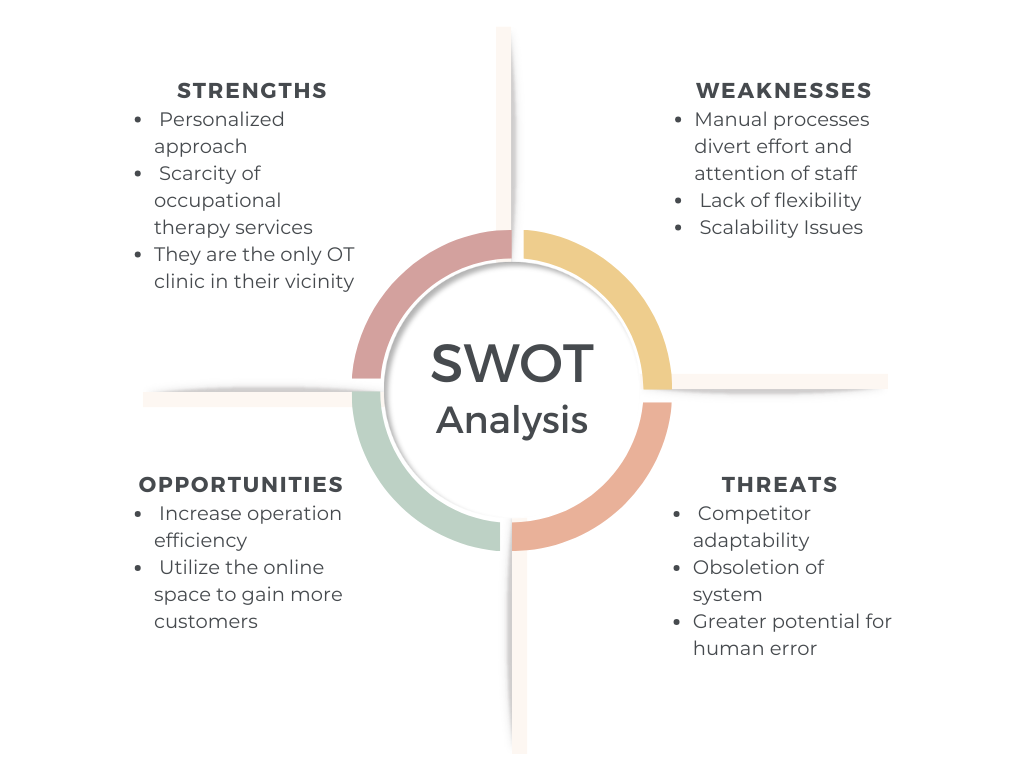 STRENGTHS
• Personalized
approach
• Scarcity of
occupational
therapy services
• They are the only OT
clinic in their vicinity
WEAKNESSES
• Manual processes
divert effort and
attention of staff
• Lack of flexibility
• Scalability Issues
SWOT
Analysis
OPPORTUNITIES
• Increase operation
efficiency
• Utilize the online
space to gain more
customers
THREATS
• Competitor
adaptability
• Obsoletion of
system
• Greater potential for
human error